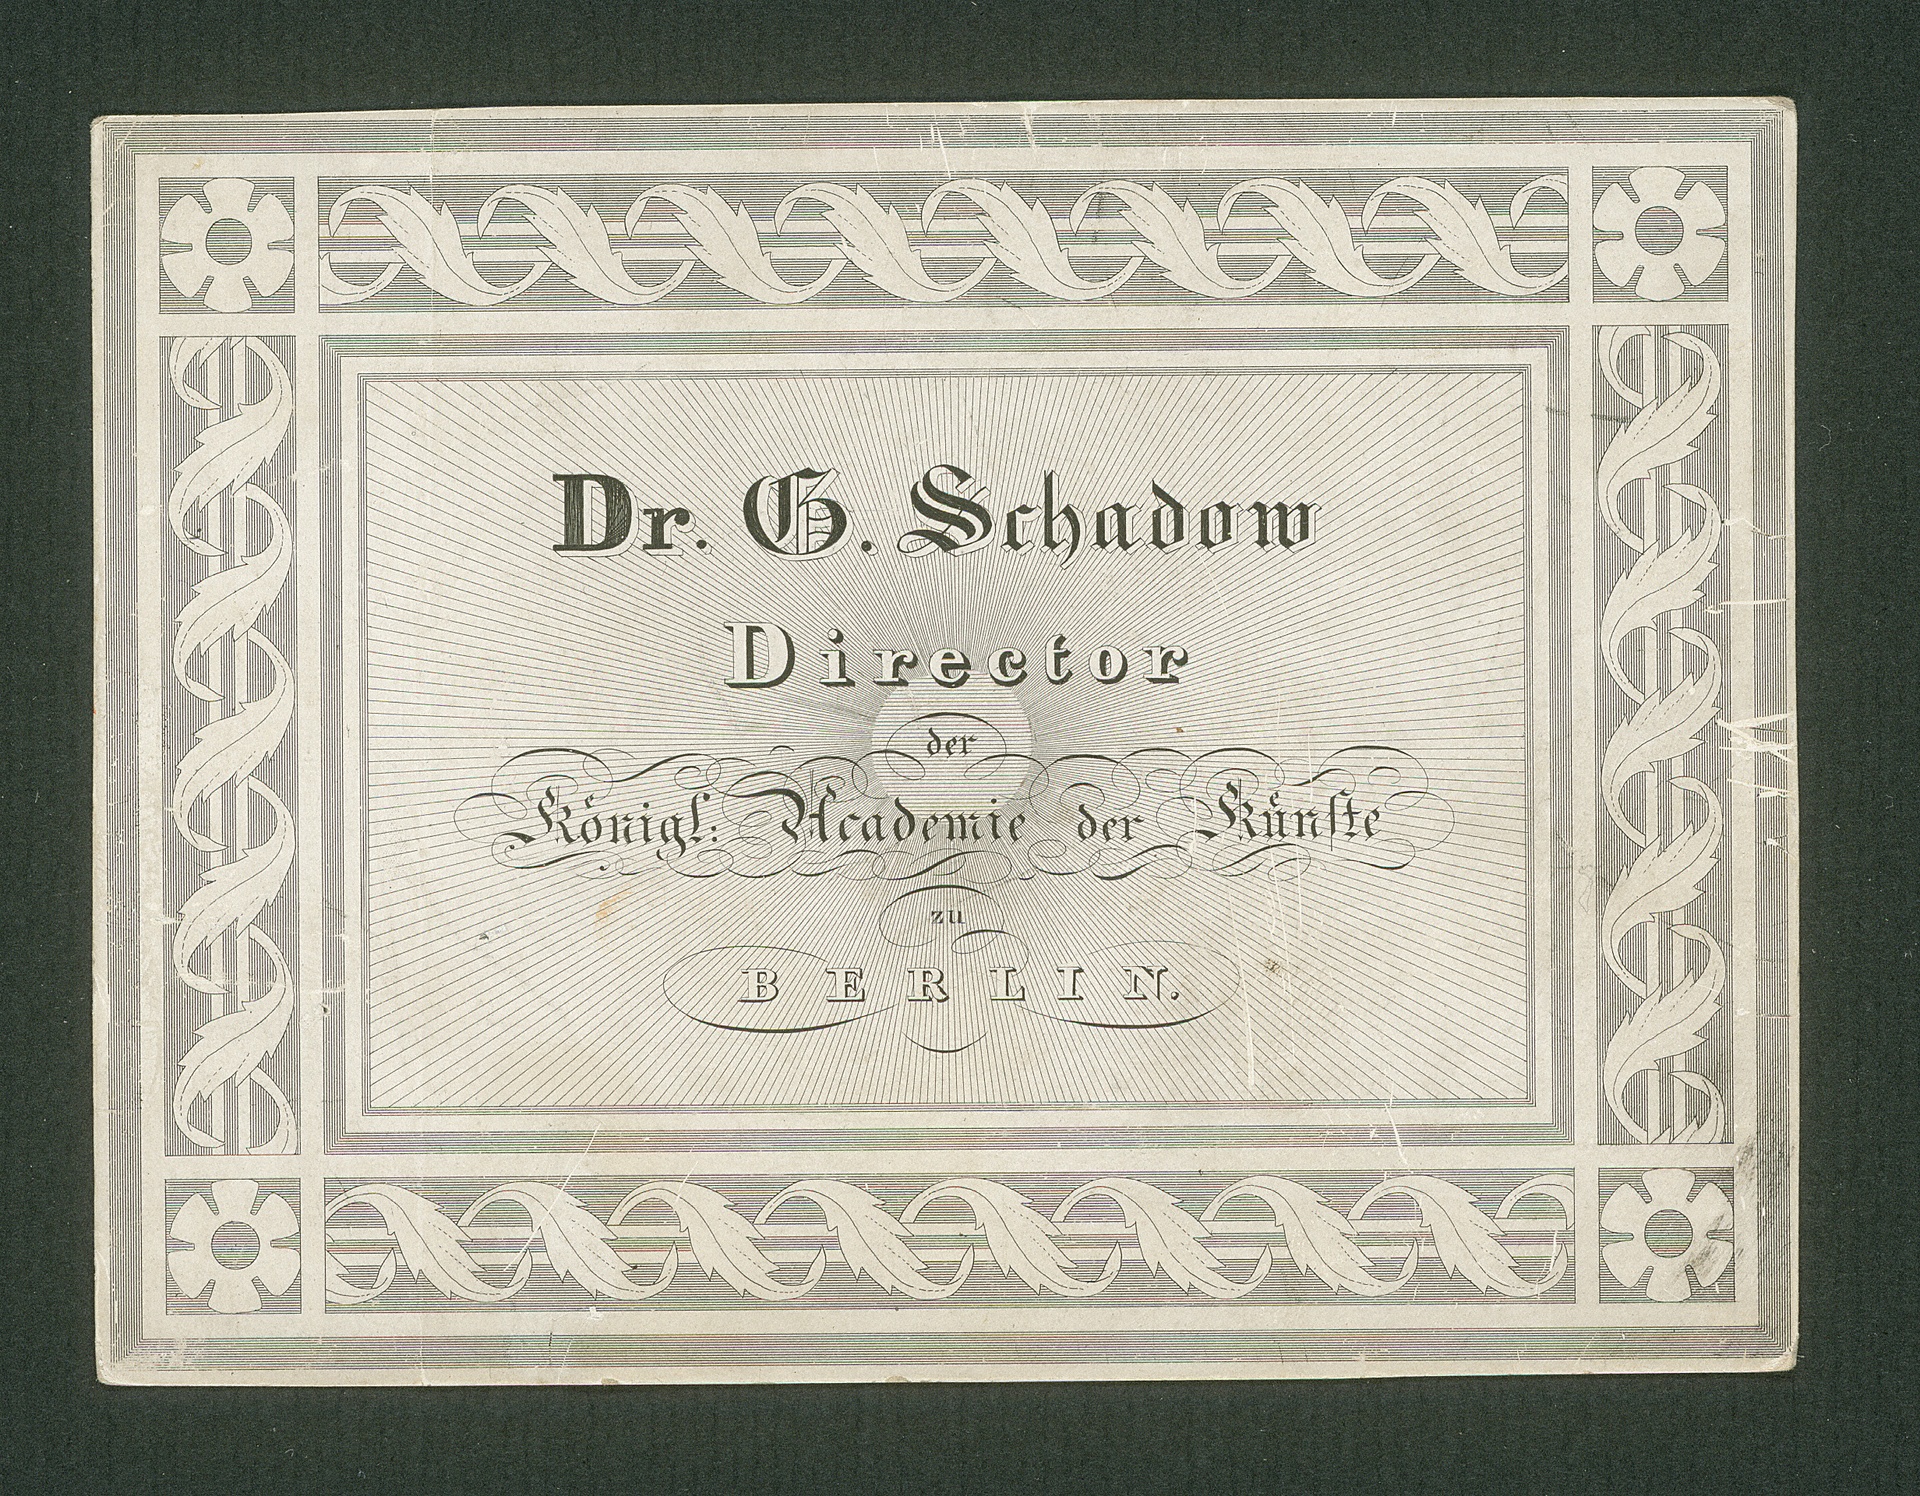 Dr. G. Schadow
Director
der
Königl: Academie der Künste
zu
BERLIN.